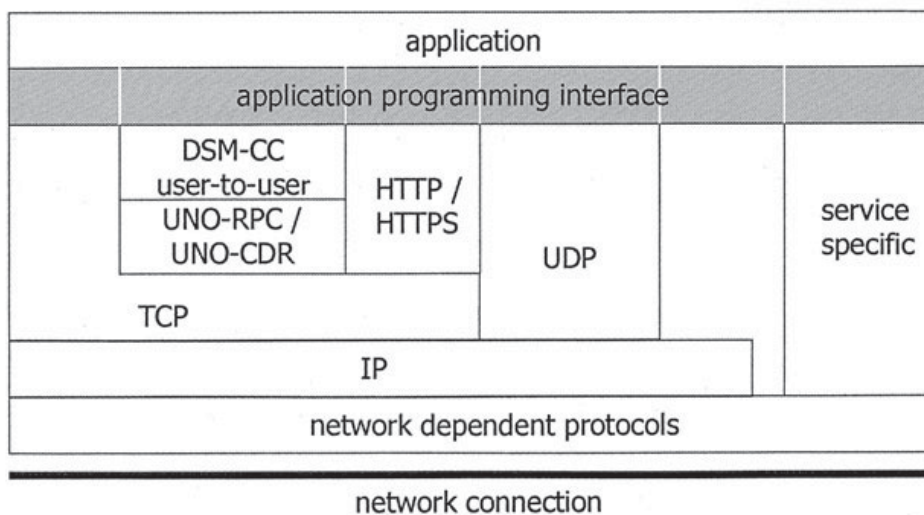 application
application programming interface
DSM-CC
user-to-user
UNO-RPC /
UNO-CDR
HTTP /
HTTPS
UDP
service
specific
TCP
IP
network dependent protocols
network connection